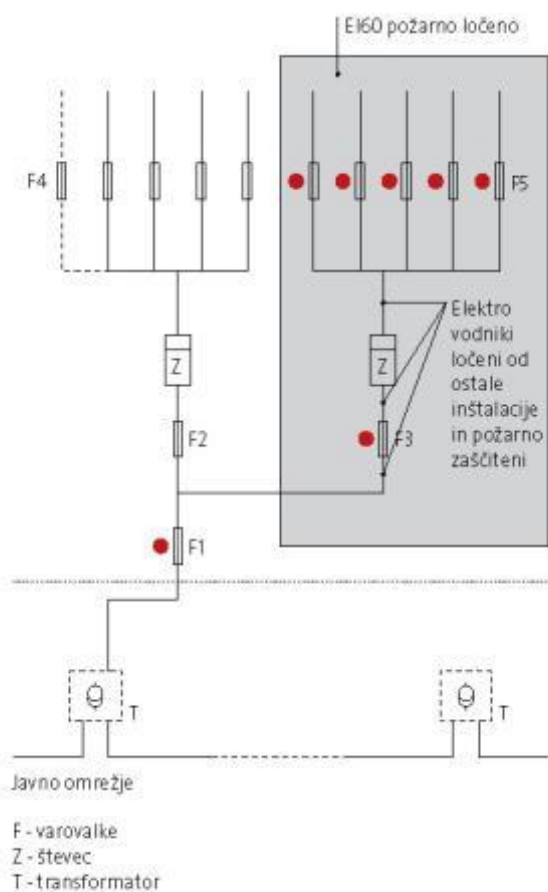 EI60 požarno ločeno
F4
F5
Elektro
vodniki
ločeni od
ostale
inštalacije
in požarno
zaščiteni
Z
Z
F2
F3
F1
T
T
Javno omrežje
F - varovalke
Z - števec
T - transformator